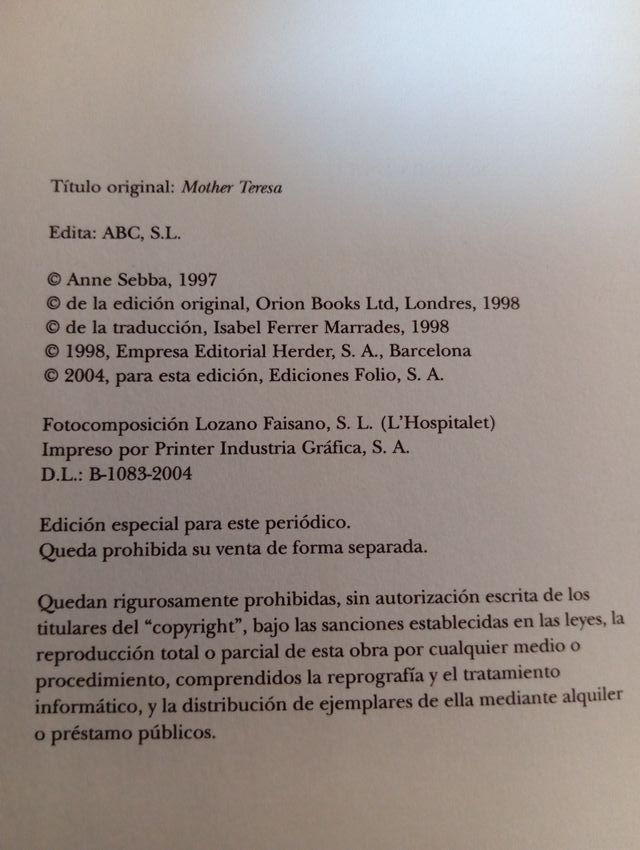 Título original: Mother Teresa
Edita: ABC, S.L.
© Anne Sebba, 1997
© de la edición original, Orion Books Ltd, Londres, 1998
© de la traducción, Isabel Ferrer Marrades, 1998
© 1998, Empresa Editorial Herder, S. A., Barcelona
© 2004, para esta edición, Ediciones Folio, S. A.
Fotocomposición Lozano Faisano, S. L. (L’Hospitalet)
Impreso por Printer Industria Gráfica, S. A.
D.L.: B-1083-2004
Edición especial para este periódico.
Queda prohibida su venta de forma separada.
Quedan rigurosamente prohibidas, sin autorización escrita de los
titulares del “copyright”, bajo las sanciones establecidas en las leyes, la
reproducción total o parcial de esta obra por cualquier medio o
procedimiento, comprendidos la reprografía y el tratamiento
informático, y la distribución de ejemplares de ella mediante alquiler
o préstamo públicos.